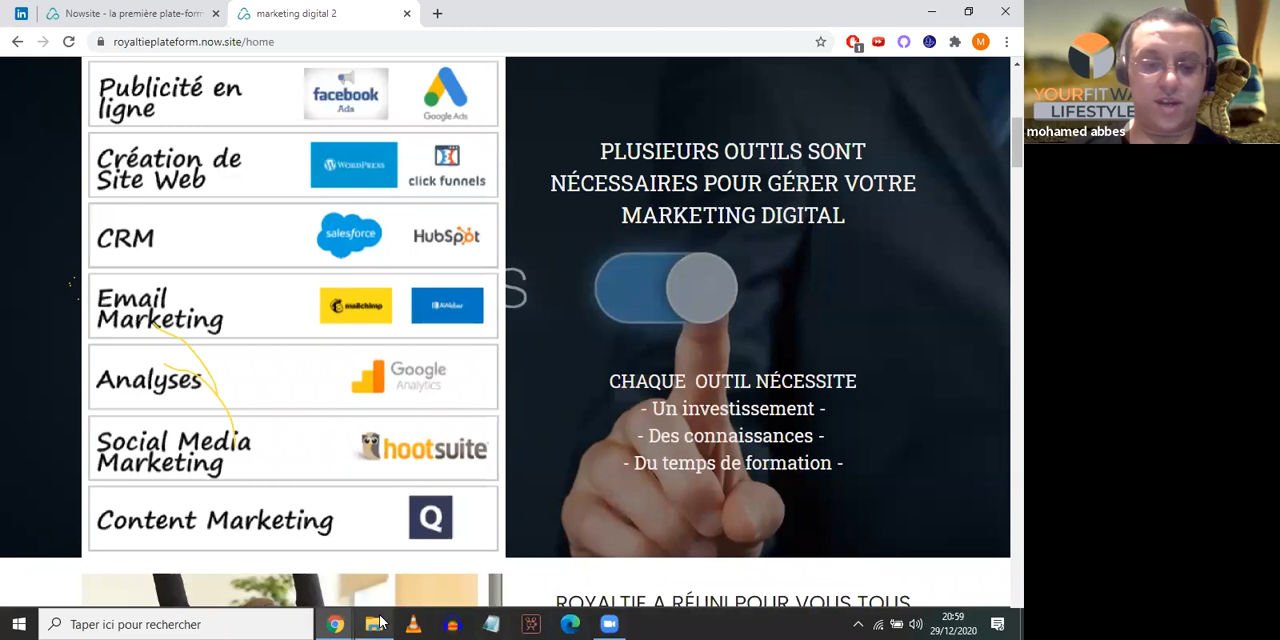 Nowsite - la première plate-form
marketing digital 2
royaltieplateform.now.site/home
Publicité en
ligne
facebook
Ads
Google Ads
Création de
Site Web
WORDPRESS
click funnels
CRM
salesforce
HubSpot
Email
Marketing
mailchimp
AWeber
Analyses
Google
Analytics
Social Media
Marketing
hootsuite
Content Marketing
Q
PLUSIEURS OUTILS SONT
NÉCESSAIRES POUR GÉRER VOTRE
MARKETING DIGITAL
S
CHAQUE OUTIL NÉCESSITE
- Un investissement -
- Des connaissances -
- Du temps de formation -
ROYALTIE A RÉUNI POUR VOUS TOUS
YOURFITWA
LIFESTYLE
mohamed abbes
Taper ici pour rechercher
20:59
29/12/2020